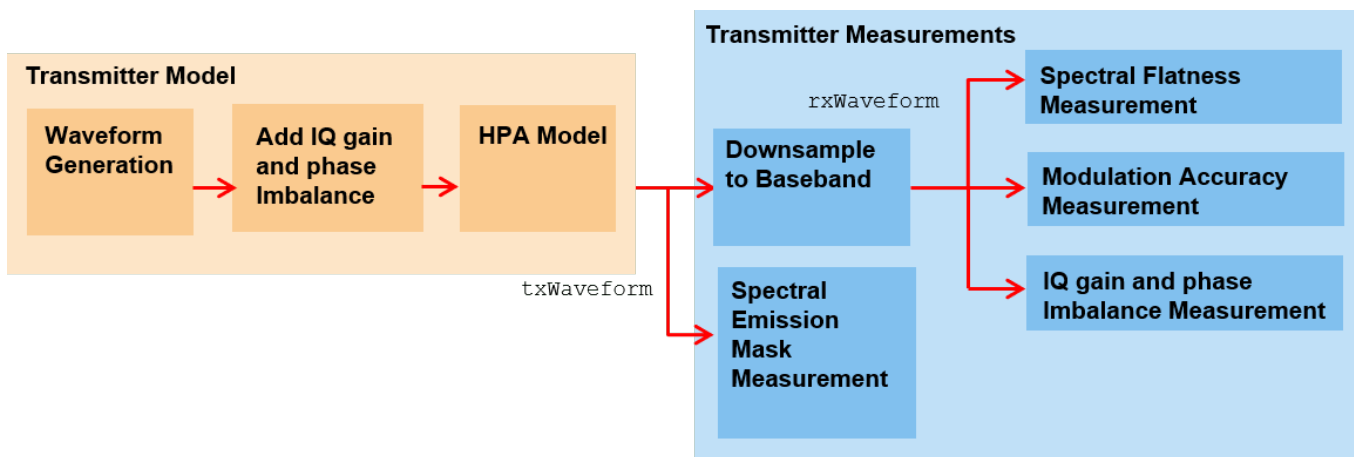 Transmitter Model
Waveform
Generation
Add IQ gain
and phase
Imbalance
HPA Model
txWaveform
Transmitter Measurements
Downsample
to Baseband
Spectral
Emission
Mask
Measurement
rxWaveform
Spectral Flatness
Measurement
Modulation Accuracy
Measurement
IQ gain and phase
Imbalance Measurement